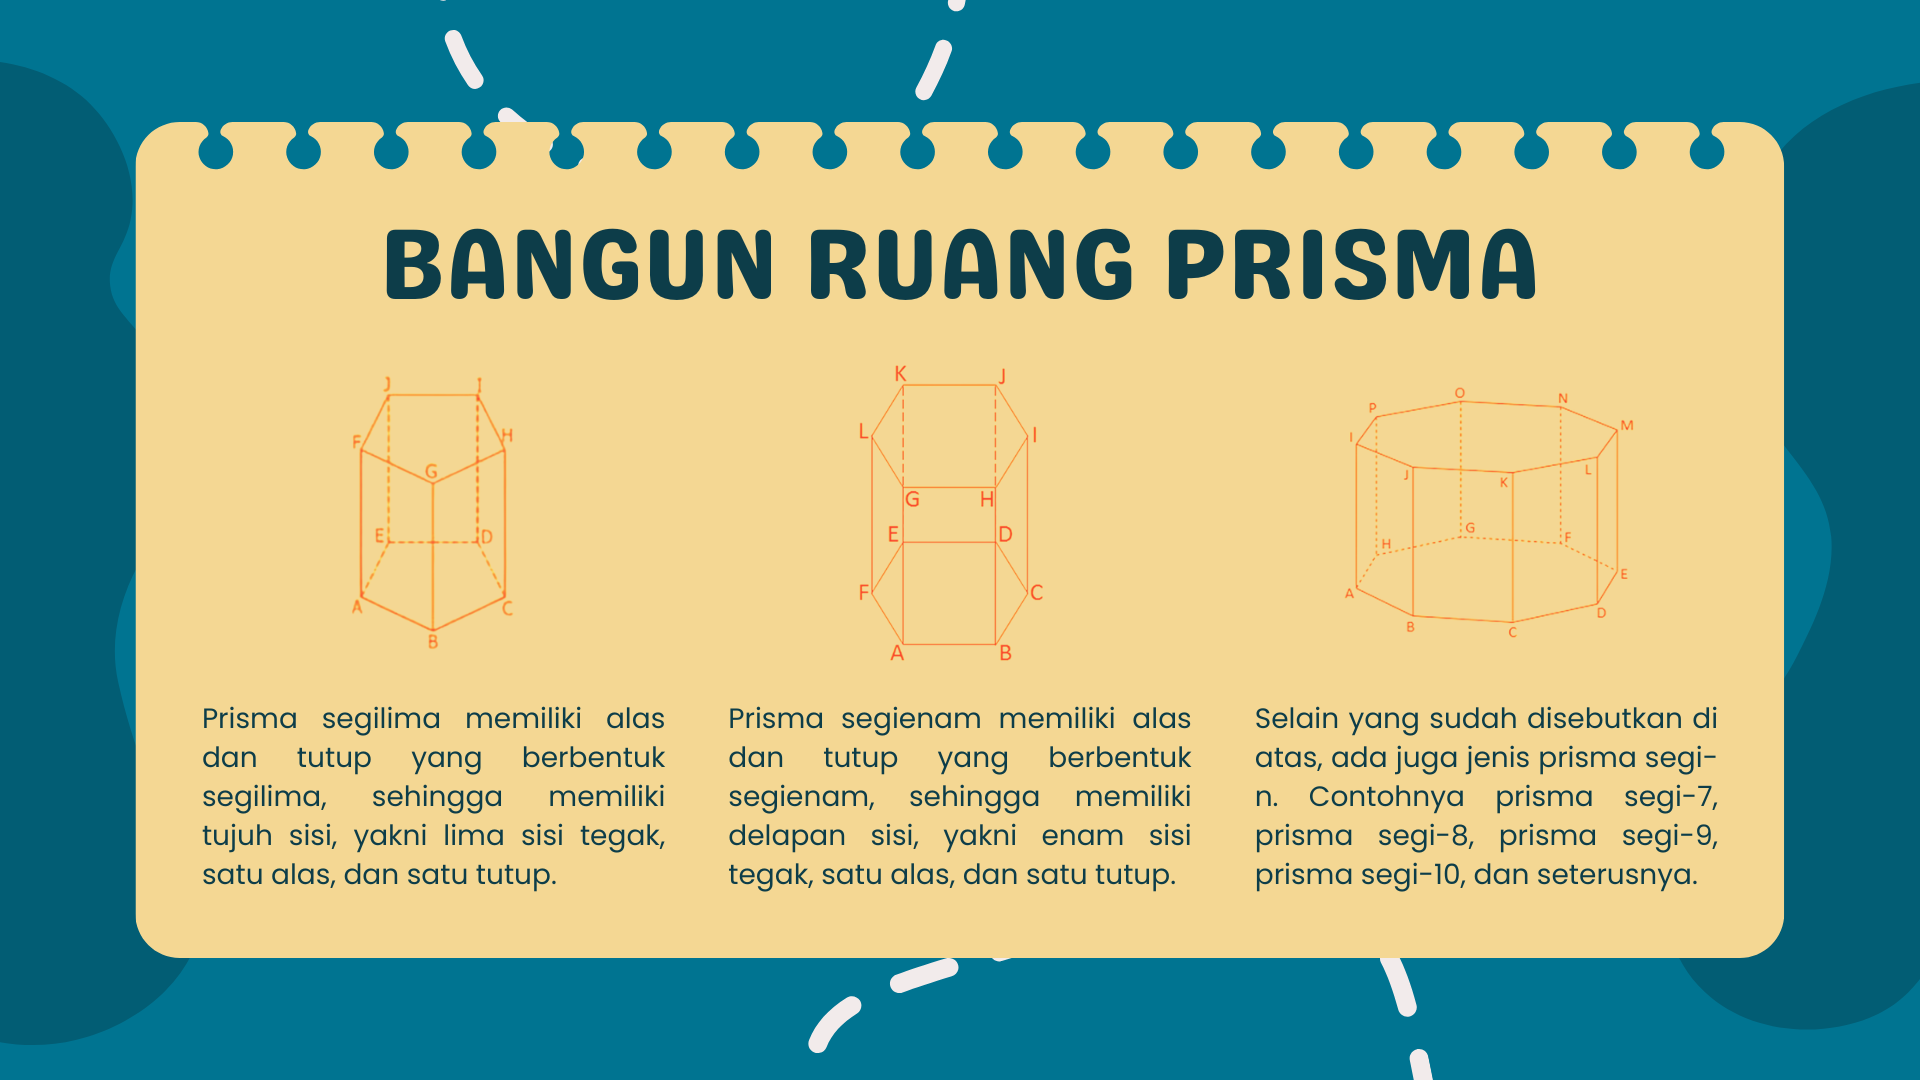 BANGUN RUANG PRISMA
J I
F H
G
E D
A C
B
K J
L I
G H
E D
F C
A B
O N
P M
I
J K L
G F
H E
A D
B C
Prisma segilima memiliki alas
dan tutup yang berbentuk
segilima, sehingga memiliki
tujuh sisi, yakni lima sisi tegak,
satu alas, dan satu tutup.
Prisma segienam memiliki alas
dan tutup yang berbentuk
segienam, sehingga memiliki
delapan sisi, yakni enam sisi
tegak, satu alas, dan satu tutup.
Selain yang sudah disebutkan di
atas, ada juga jenis prisma segi-
n. Contohnya prisma segi-7,
prisma segi-8, prisma segi-9,
prisma segi-10, dan seterusnya.